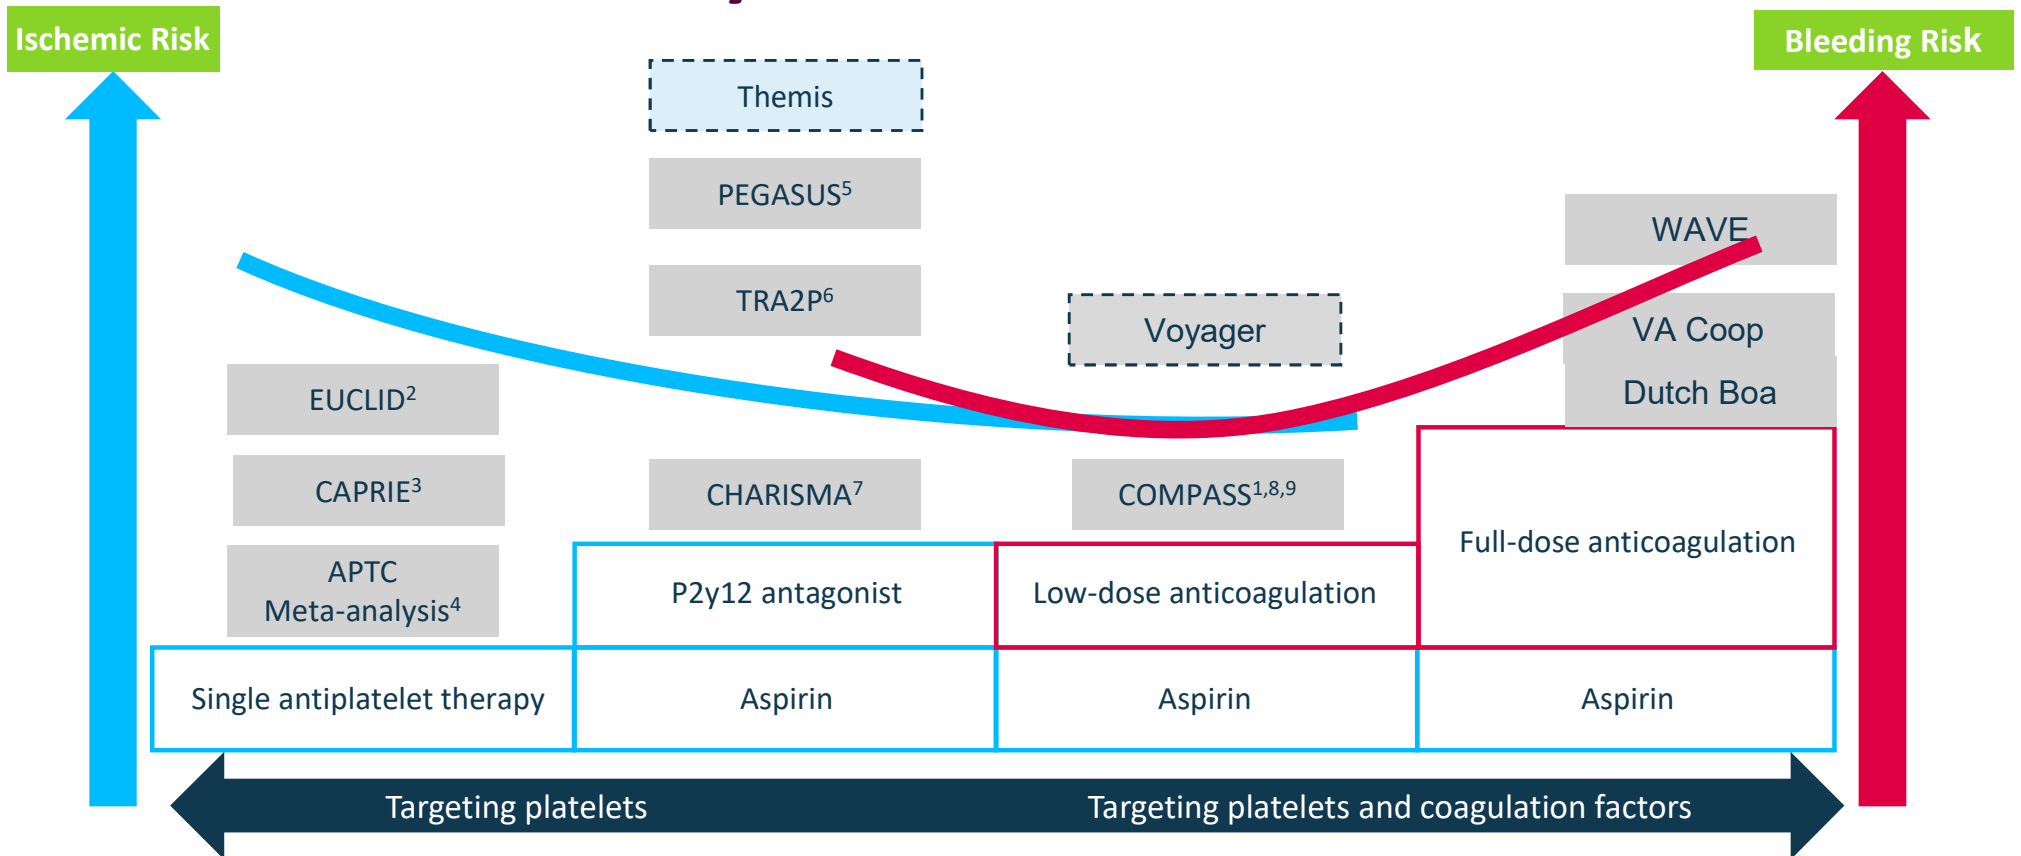 Ischemic Risk
Bleeding Risk
Themis
PEGASUS5
WAVE
TRA2P6
Voyager
VA Coop
EUCLID2
Dutch Boa
CAPRIE3
CHARISMA7
COMPASS1,8,9
Full-dose anticoagulation
APTC
Meta-analysis4
P2y12 antagonist
Low-dose anticoagulation
Single antiplatelet therapy
Aspirin
Aspirin
Aspirin
Targeting platelets
Targeting platelets and coagulation factors